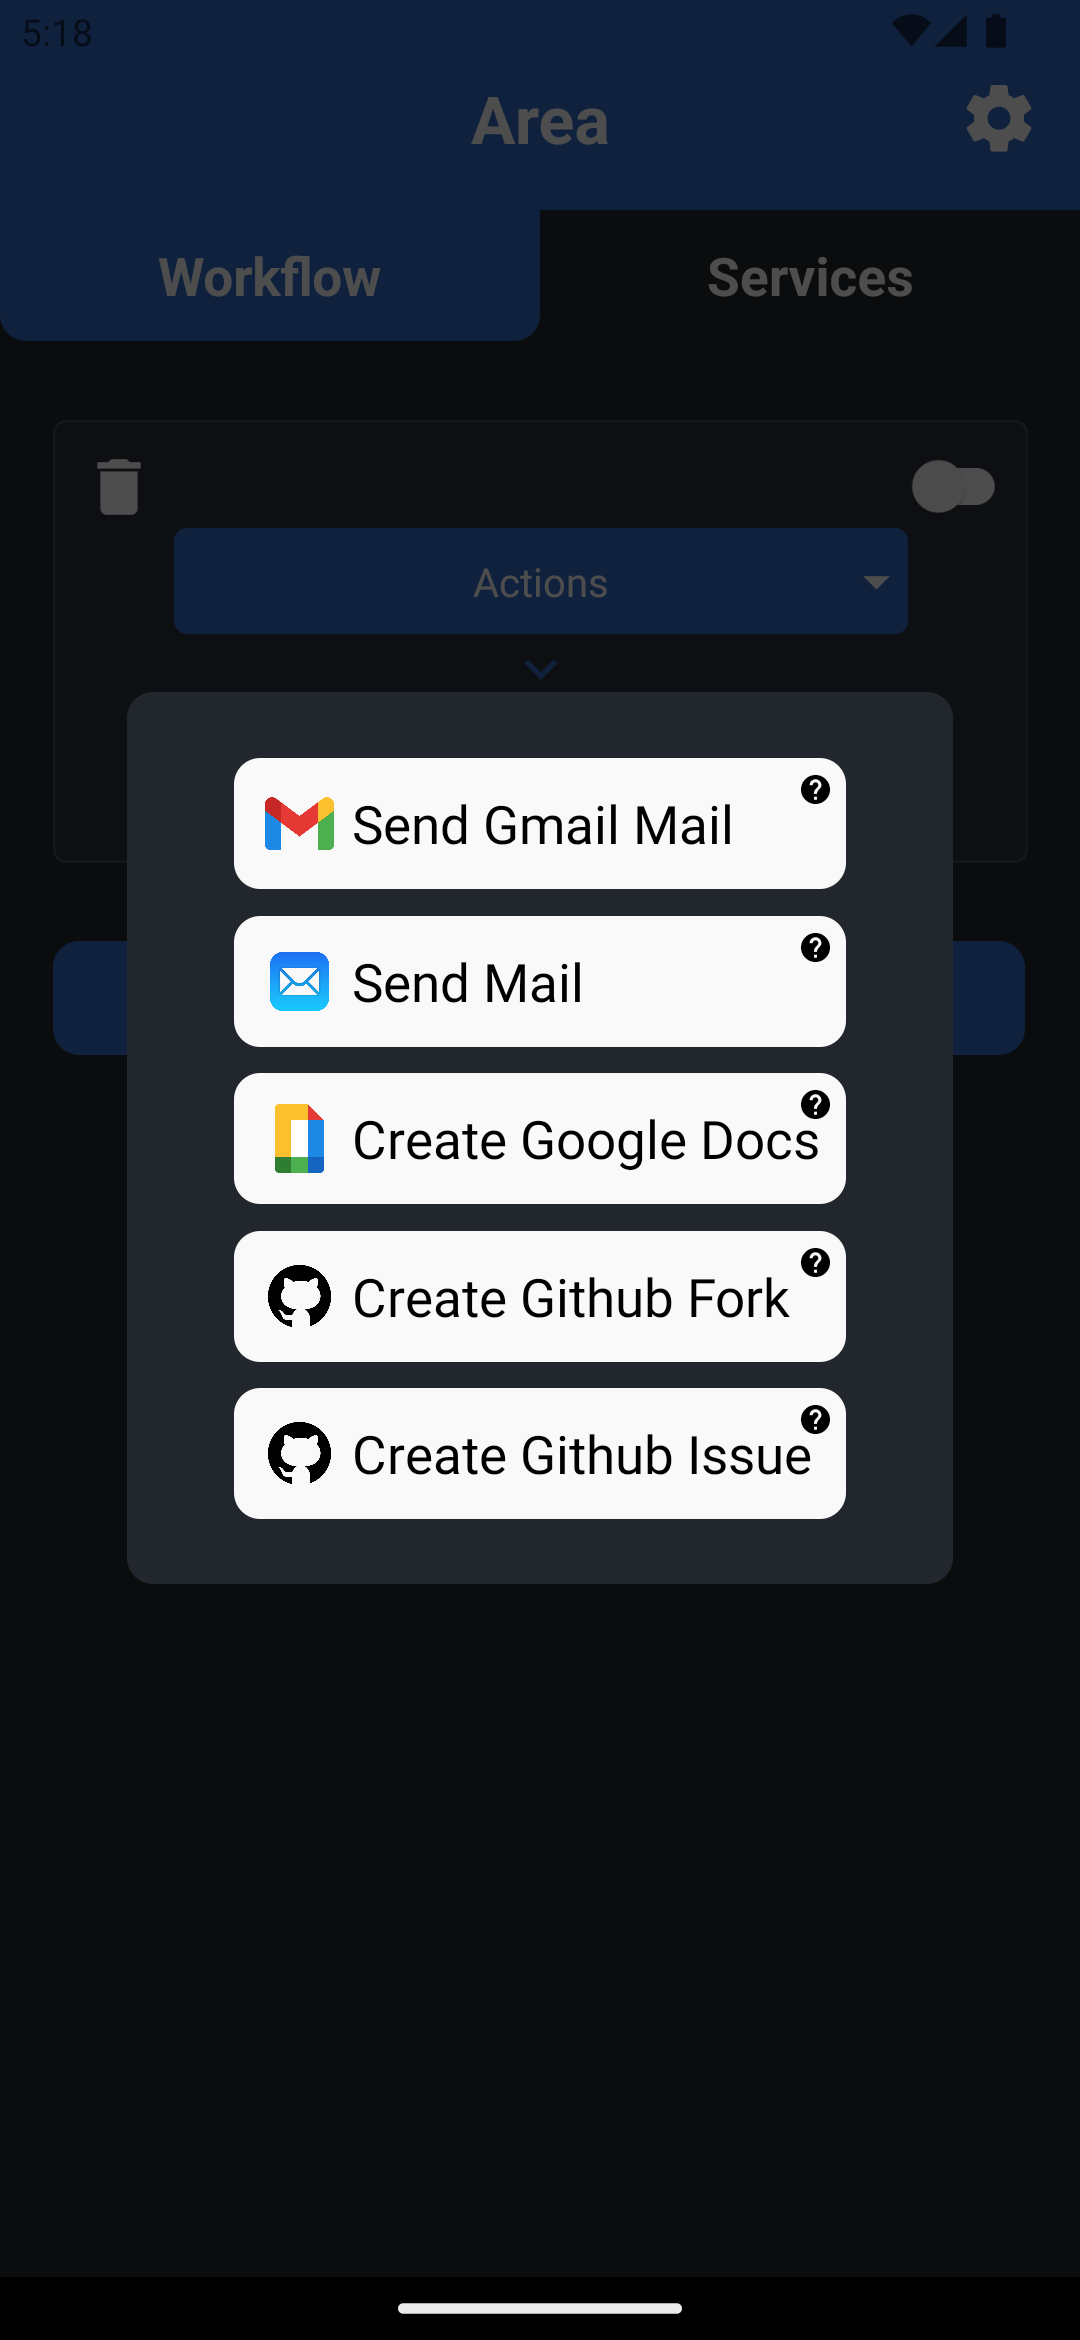 5:18
Area
Workflow
Services
Actions
Send Gmail Mail
?
Send Mail
?
Create Google Docs
?
Create Github Fork
?
Create Github Issue
?